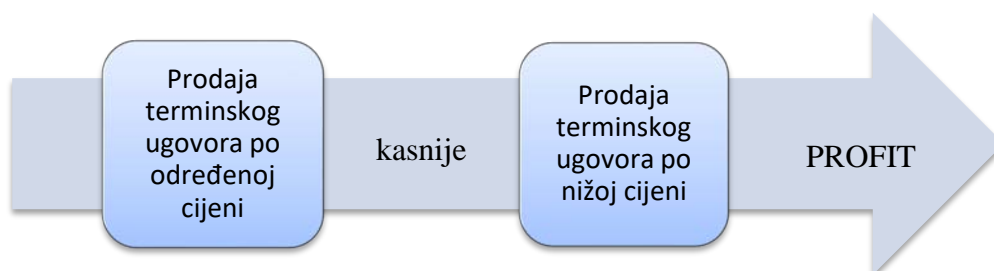 Prodaja
terminskog
ugovora po
određenoj
cijeni
kasnije
Prodaja
terminskog
ugovora po
nižoj cijeni
PROFIT